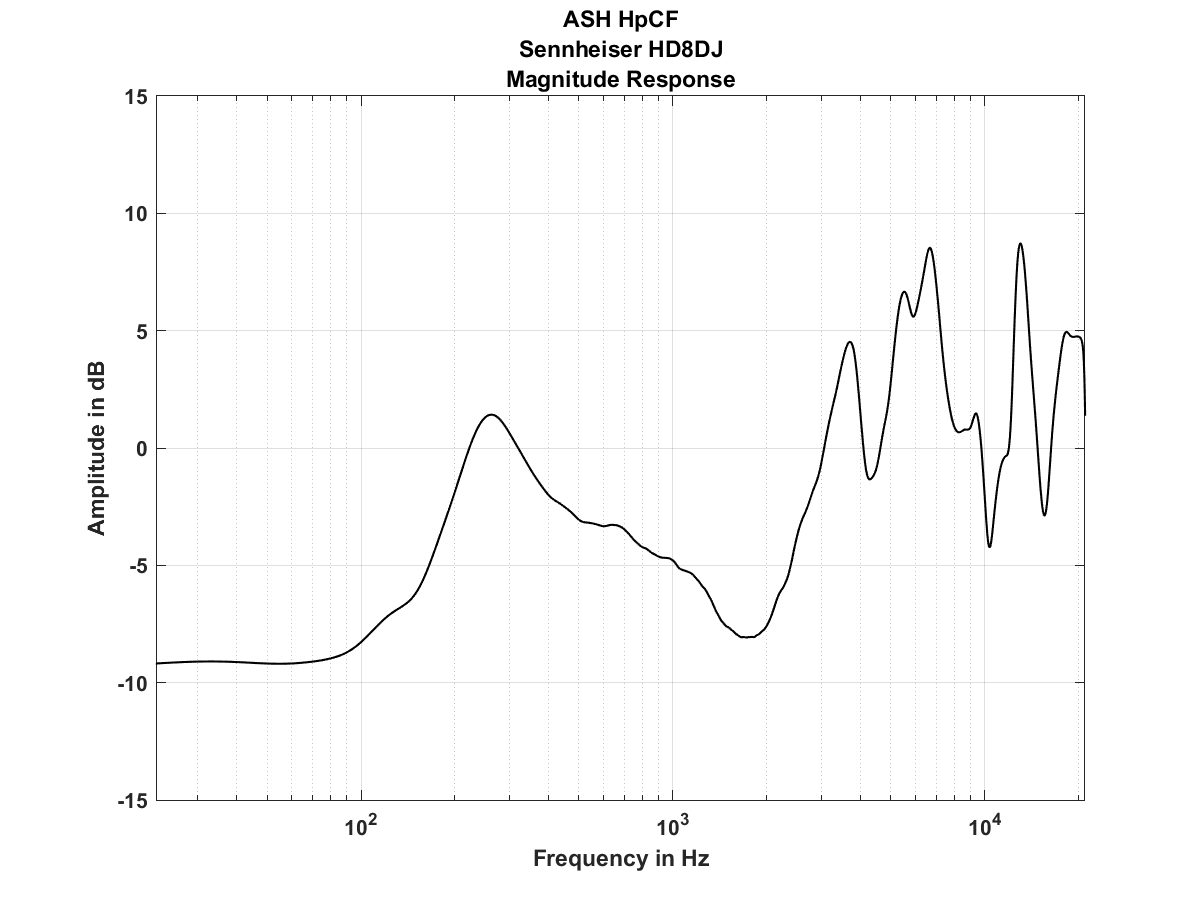 ASH HpCF
Sennheiser HD8DJ
Magnitude Response
15
10
5
0
-5
-10
-15
Amplitude in dB
10²
10³
10⁴
Frequency in Hz